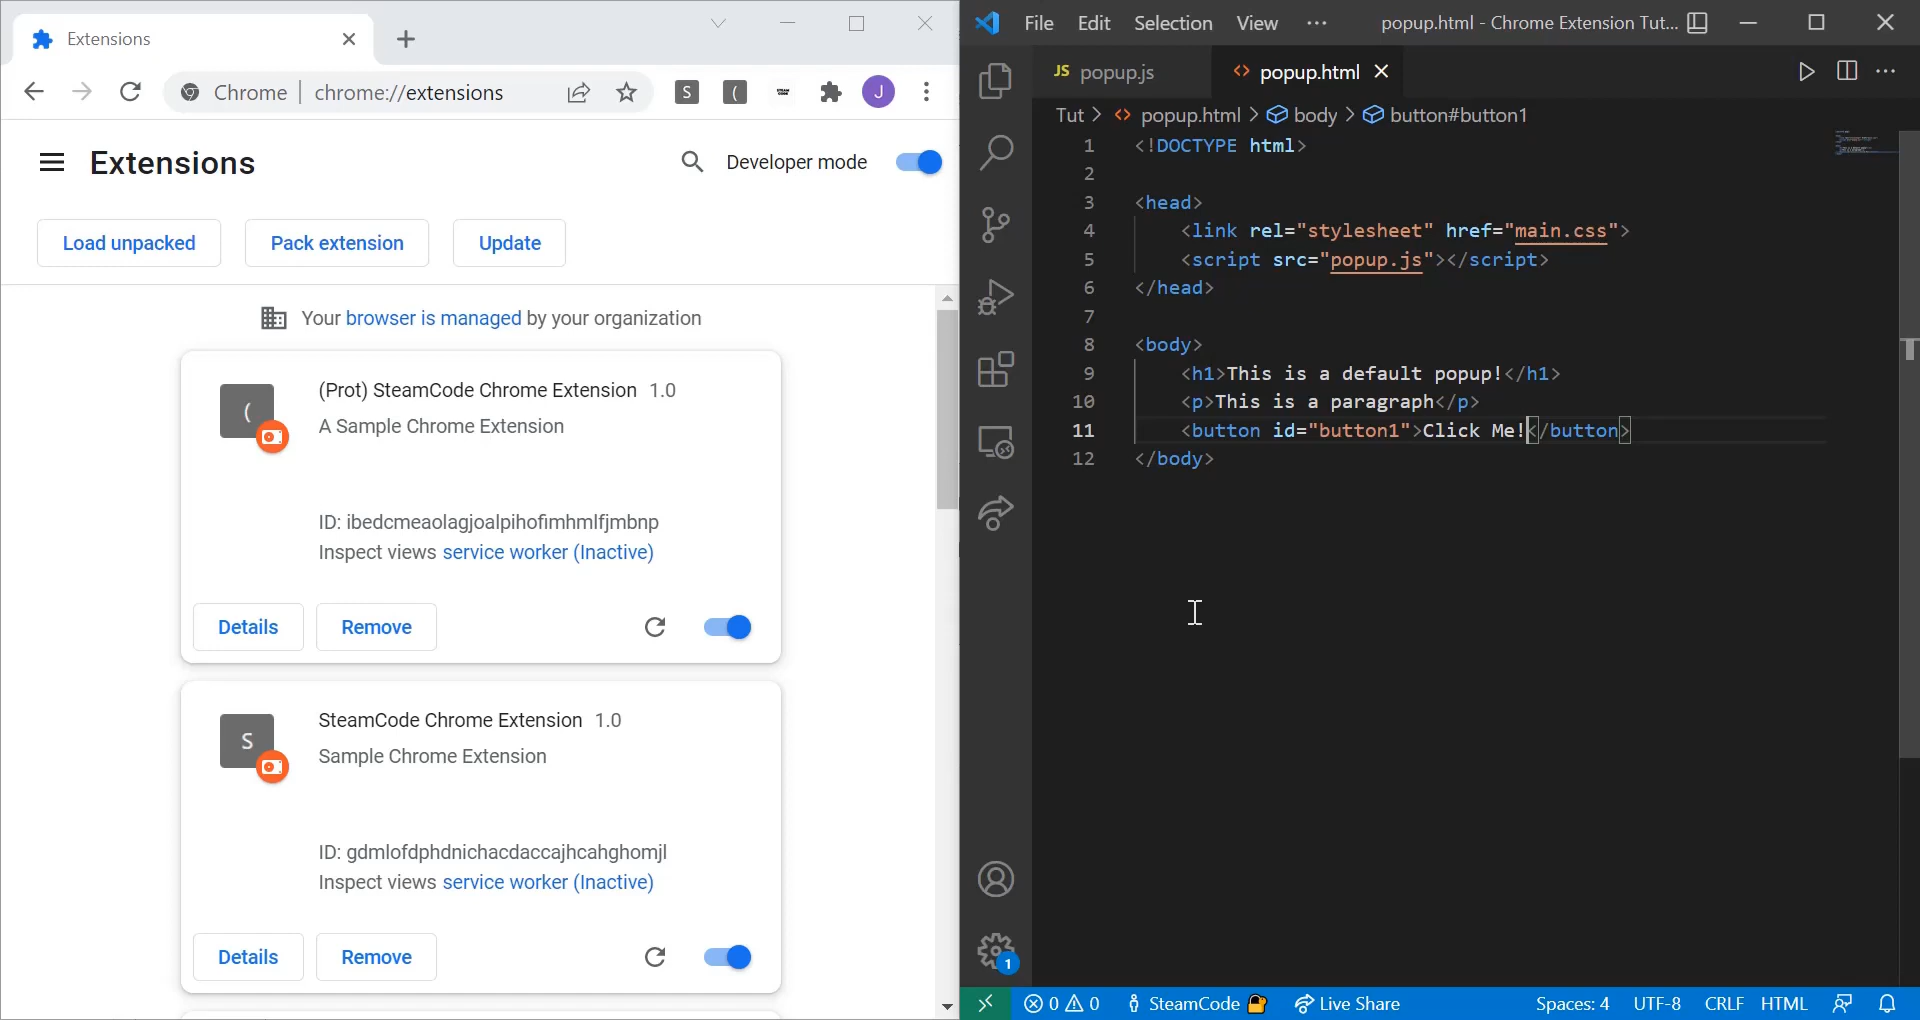 Extensions
Chrome | chrome://extensions
S
(
J
Extensions
Developer mode
Load unpacked
Pack extension
Update
Your browser is managed by your organization
(
(Prot) SteamCode Chrome Extension 1.0
A Sample Chrome Extension
ID: ibedcmeaolagjoalpihofimhmlfjmbnp
Inspect views service worker (Inactive)
Details
Remove
S
SteamCode Chrome Extension 1.0
Sample Chrome Extension
ID: gdmlofdphdnichacdaccajhcahghomjl
Inspect views service worker (Inactive)
Details
Remove
File Edit Selection View ··· popup.html - Chrome Extension Tut...
JS popup.js
<> popup.html
Tut > <> popup.html > body > button#button1
1 <!DOCTYPE html>
2
3 <head>
4 <link rel="stylesheet" href="main.css">
5 <script src="popup.js"></script>
6 </head>
7
8 <body>
9 <h1>This is a default popup!</h1>
10 <p>This is a paragraph</p>
11 <button id="button1">Click Me!</button>
12 </body>
1
0 0 SteamCode Live Share Spaces: 4 UTF-8 CRLF HTML